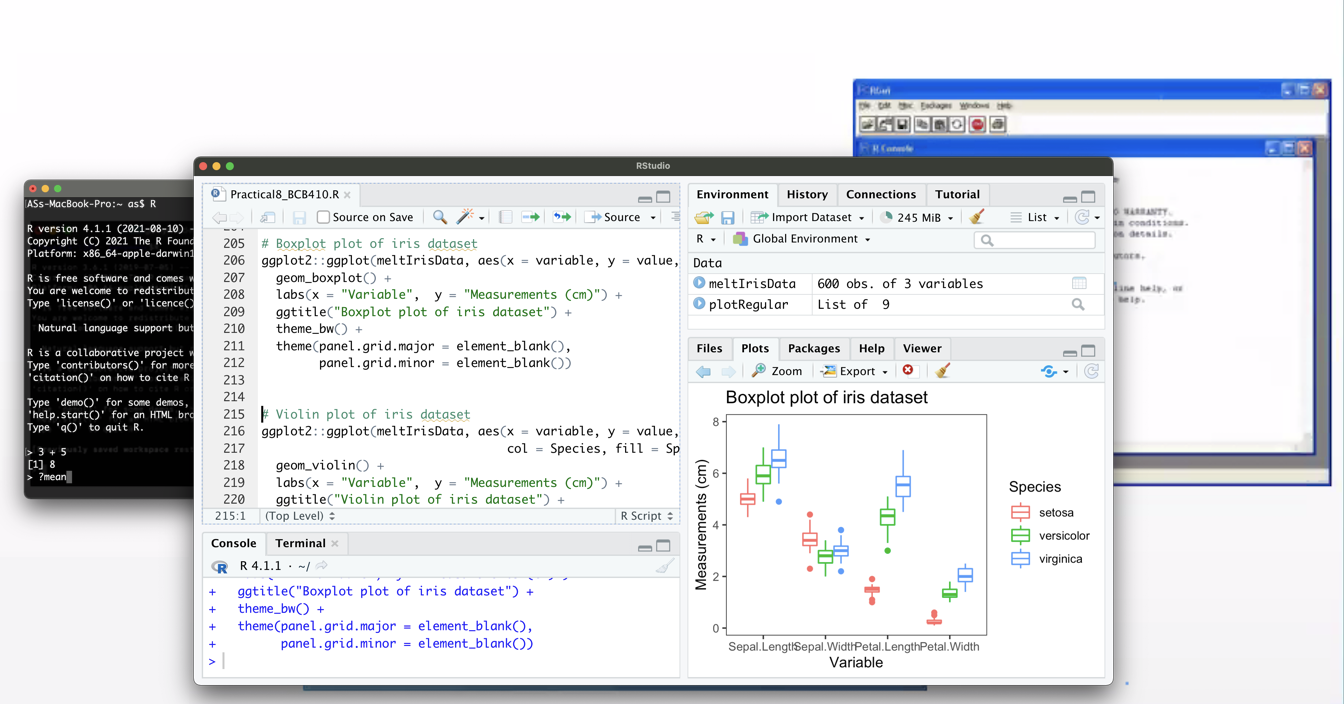 RGui
File Edit Misc Packages Windows Help
R Console
WARRANTY.
in conditions.
on details.
utors.
line help, or
help.
ASs-MacBook-Pro:~ as$ R
R vers
4.1.1 (2021-08-10) -
Copyright (C) 2021 The R Foun
Platform: x86_64-apple-darwin1
R is free software and comes w
You are welcome to redistribut
Type 'license()' or 'licence()
Natural language support but
R is a collaborative project w
Type 'contributors()' for more
'citation()' on how to cite R
Type 'demo()' for some demos,
'help.start()' for an HTML bro
Type 'q()' to quit R.
> 3 + 5
[1] 8
> ?mean
RStudio
Practical8_BCB410.R
Source on Save
Source
205 # Boxplot plot of iris dataset
206 ggplot2::ggplot(meltIrisData, aes(x = variable, y = value,
207 geom_boxplot() +
208 labs(x = "Variable", y = "Measurements (cm)") +
209 ggtitle("Boxplot plot of iris dataset") +
210 theme_bw() +
211 theme(panel.grid.major = element_blank(),
212 panel.grid.minor = element_blank())
213
214
215 # Violin plot of iris dataset
216 ggplot2::ggplot(meltIrisData, aes(x = variable, y = value,
217 col = Species, fill = Sp
218 geom_violin() +
219 labs(x = "Variable", y = "Measurements (cm)") +
220 ggtitle("Violin plot of iris dataset") +
215:1 (Top Level) R Script
Console Terminal
R 4.1.1 · ~/
+ ggtitle("Boxplot plot of iris dataset") +
+ theme_bw() +
+ theme(panel.grid.major = element_blank(),
+ panel.grid.minor = element_blank())
>
Environment History Connections Tutorial
Import Dataset 245 MiB List
R Global Environment
Data
meltIrisData 600 obs. of 3 variables
plotRegular List of 9
Files Plots Packages Help Viewer
Zoom Export
Boxplot plot of iris dataset
8
6
4
2
0
Measurements (cm)
Sepal.Length Sepal.Width Petal.Length Petal.Width
Variable
Species
setosa
versicolor
virginica